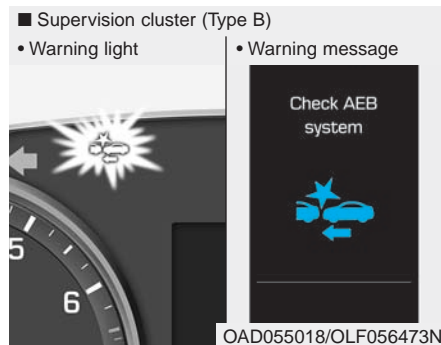 ■ Supervision cluster (Type B)
• Warning light
• Warning message
Check AEB
system
5
6
OAD055018/OLF056473N